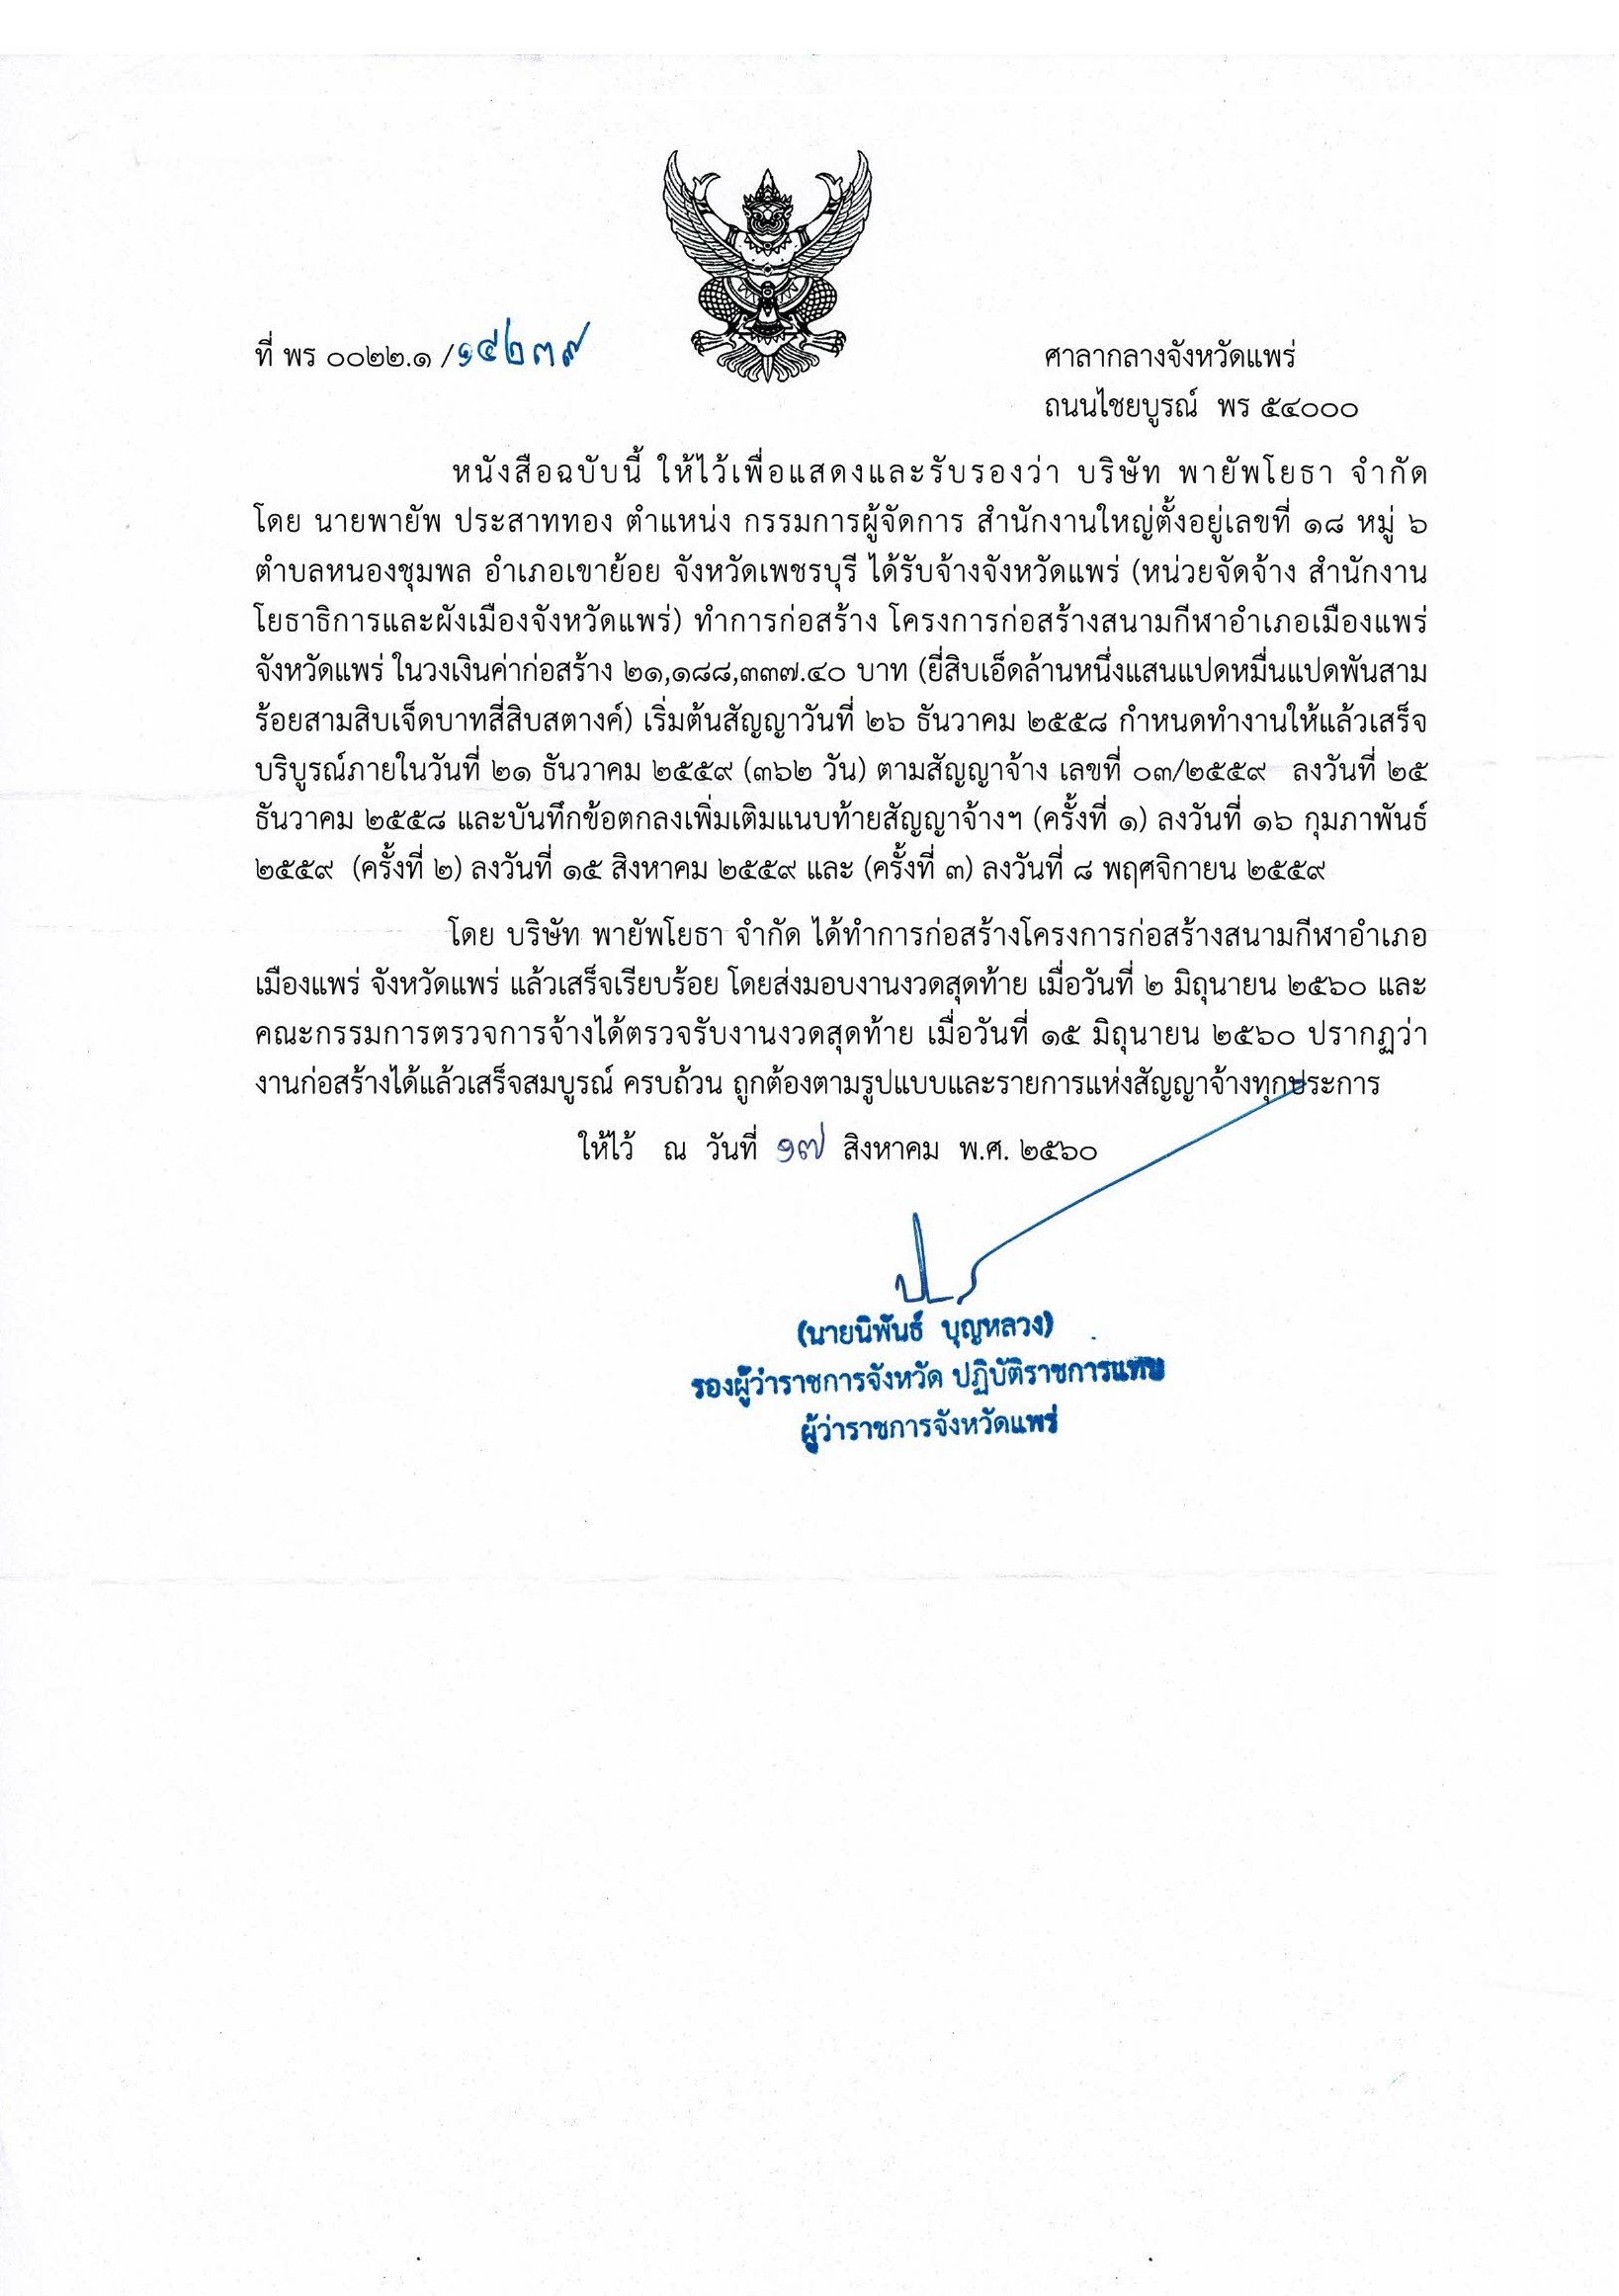 ที่ พร ๐๐๒๒.๑ /๑๔๒๓๙
ศาลากลางจังหวัดแพร่
ถนนไชยบูรณ์ พร ๕๔๐๐๐
หนังสือฉบับนี้ ให้ไว้เพื่อแสดงและรับรองว่า บริษัท พายัพโยธา จำกัด
โดย นายพายัพ ประสาททอง ตำแหน่ง กรรมการผู้จัดการ สำนักงานใหญ่ตั้งอยู่เลขที่ ๑๘ หมู่ ๖
ตำบลหนองชุมพล อำเภอเขาย้อย จังหวัดเพชรบุรี ได้รับจ้างจังหวัดแพร่ (หน่วยจัดจ้าง สำนักงาน
โยธาธิการและผังเมืองจังหวัดแพร่) ทำการก่อสร้าง โครงการก่อสร้างสนามกีฬาอำเภอเมืองแพร่
จังหวัดแพร่ ในวงเงินค่าก่อสร้าง ๒๑,๑๘๘,๓๓๗.๔๐ บาท (ยี่สิบเอ็ดล้านหนึ่งแสนแปดหมื่นแปดพันสาม
ร้อยสามสิบเจ็ดบาทสี่สิบสตางค์) เริ่มต้นสัญญาวันที่ ๒๖ ธันวาคม ๒๕๕๘ กำหนดทำงานให้แล้วเสร็จ
บริบูรณ์ภายในวันที่ ๒๑ ธันวาคม ๒๕๕๙ (๓๖๒ วัน) ตามสัญญาจ้าง เลขที่ ๐๓/๒๕๕๙ ลงวันที่ ๒๕
ธันวาคม ๒๕๕๘ และบันทึกข้อตกลงเพิ่มเติมแนบท้ายสัญญาจ้างฯ (ครั้งที่ ๑) ลงวันที่ ๑๖ กุมภาพันธ์
๒๕๕๙ (ครั้งที่ ๒) ลงวันที่ ๑๕ สิงหาคม ๒๕๕๙ และ (ครั้งที่ ๓) ลงวันที่ ๘ พฤศจิกายน ๒๕๕๙
โดย บริษัท พายัพโยธา จำกัด ได้ทำการก่อสร้างโครงการก่อสร้างสนามกีฬาอำเภอ
เมืองแพร่ จังหวัดแพร่ แล้วเสร็จเรียบร้อย โดยส่งมอบงานงวดสุดท้าย เมื่อวันที่ ๒ มิถุนายน ๒๕๖๐ และ
คณะกรรมการตรวจการจ้างได้ตรวจรับงานงวดสุดท้าย เมื่อวันที่ ๑๕ มิถุนายน ๒๕๖๐ ปรากฏว่า
งานก่อสร้างได้แล้วเสร็จสมบูรณ์ ครบถ้วน ถูกต้องตามรูปแบบและรายการแห่งสัญญาจ้างทุกประการ
ให้ไว้ ณ วันที่ ๑๗ สิงหาคม พ.ศ. ๒๕๖๐
(นายนิพันธ์ บุญหลวง)
รองผู้ว่าราชการจังหวัด ปฏิบัติราชการแทน
ผู้ว่าราชการจังหวัดแพร่